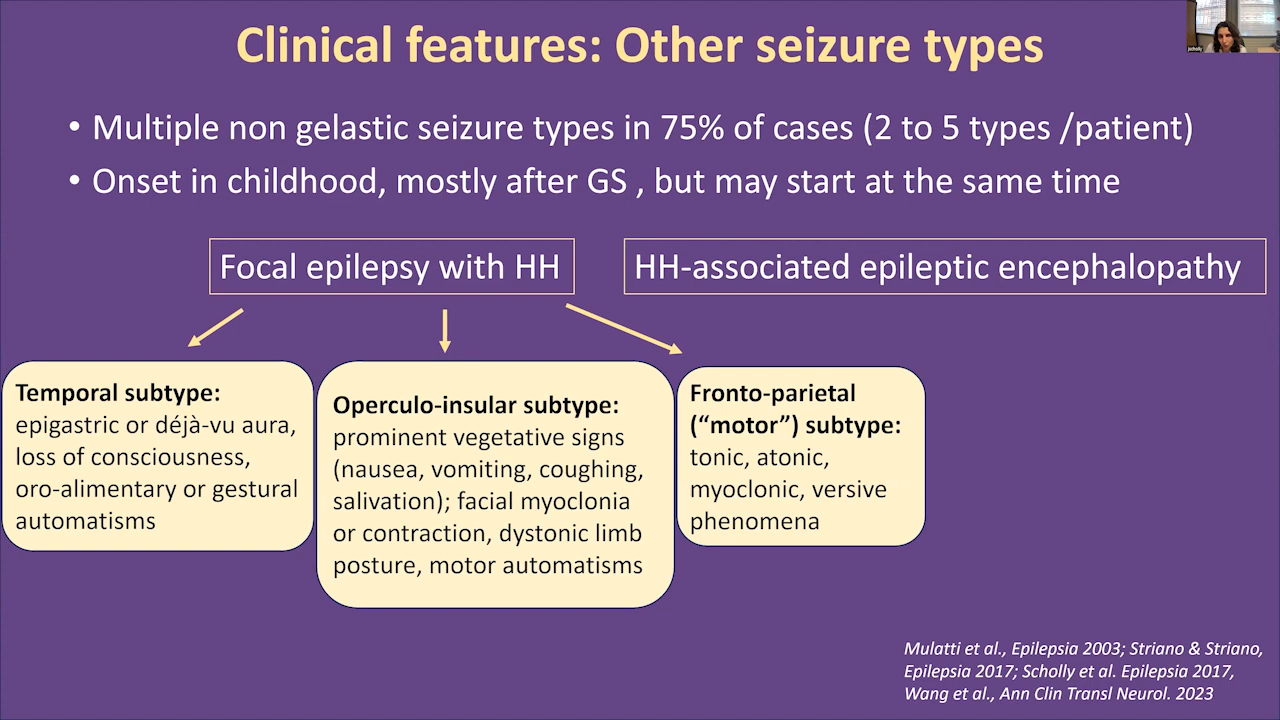 Clinical features: Other seizure types
jscholly
• Multiple non gelastic seizure types in 75% of cases (2 to 5 types /patient)
• Onset in childhood, mostly after GS , but may start at the same time
Focal epilepsy with HH
HH-associated epileptic encephalopathy
Temporal subtype:
epigastric or déjà-vu aura,
loss of consciousness,
oro-alimentary or gestural
automatisms
Operculo-insular subtype:
prominent vegetative signs
(nausea, vomiting, coughing,
salivation); facial myoclonia
or contraction, dystonic limb
posture, motor automatisms
Fronto-parietal
(“motor”) subtype:
tonic, atonic,
myoclonic, versive
phenomena
Mulatti et al., Epilepsia 2003; Striano & Striano,
Epilepsia 2017; Scholly et al. Epilepsia 2017,
Wang et al., Ann Clin Transl Neurol. 2023